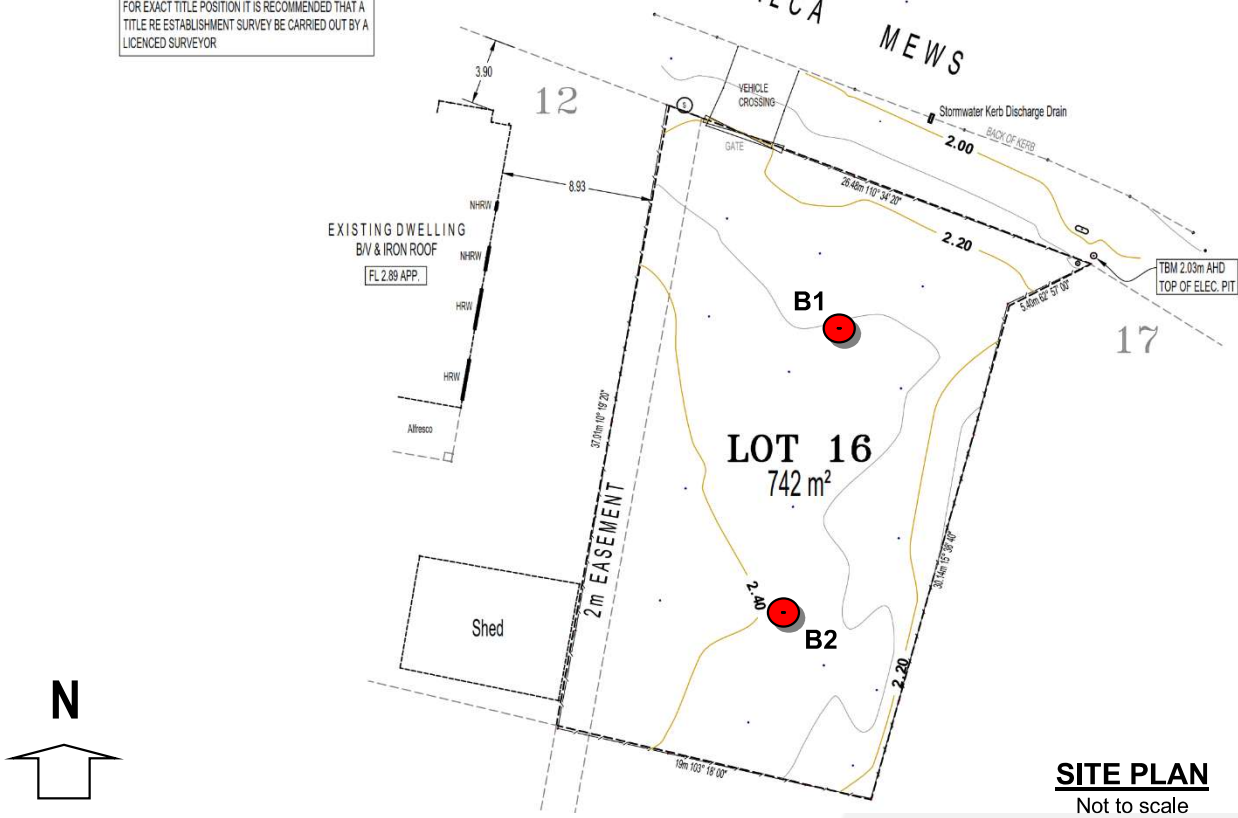 FOR EXACT TITLE POSITION IT IS RECOMMENDED THAT A
TITLE RE ESTABLISHMENT SURVEY BE CARRIED OUT BY A
LICENCED SURVEYOR
MEWS
3.90
12
S
VEHICLE
CROSSING
GATE
Stormwater Kerb Discharge Drain
BACK OF KERB
2.00
26.48m 110° 34' 20"
8.93
NHRW
EXISTING DWELLING
B/V & IRON ROOF
FL 2.89 APP.
NHRW
HRW
HRW
Alfresco
2.20
TBM 2.03m AHD
TOP OF ELEC. PIT
5.40m 62° 57' 00"
17
B1
37.01m 10° 19' 20"
LOT 16
742 m²
2m EASEMENT
30.14m 15° 38' 40"
2.40
B2
Shed
2.20
N
19m 103° 18' 00"
SITE PLAN
Not to scale